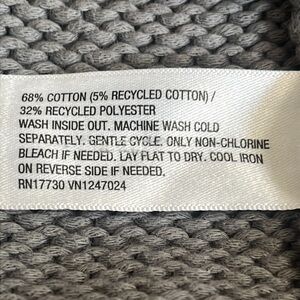 68% COTTON (5% RECYCLED COTTON) /
32% RECYCLED POLYESTER
WASH INSIDE OUT. MACHINE WASH COLD
SEPARATELY. GENTLE CYCLE. ONLY NON-CHLORINE
BLEACH IF NEEDED. LAY FLAT TO DRY. COOL IRON
ON REVERSE SIDE IF NEEDED.
RN17730 VN1247024